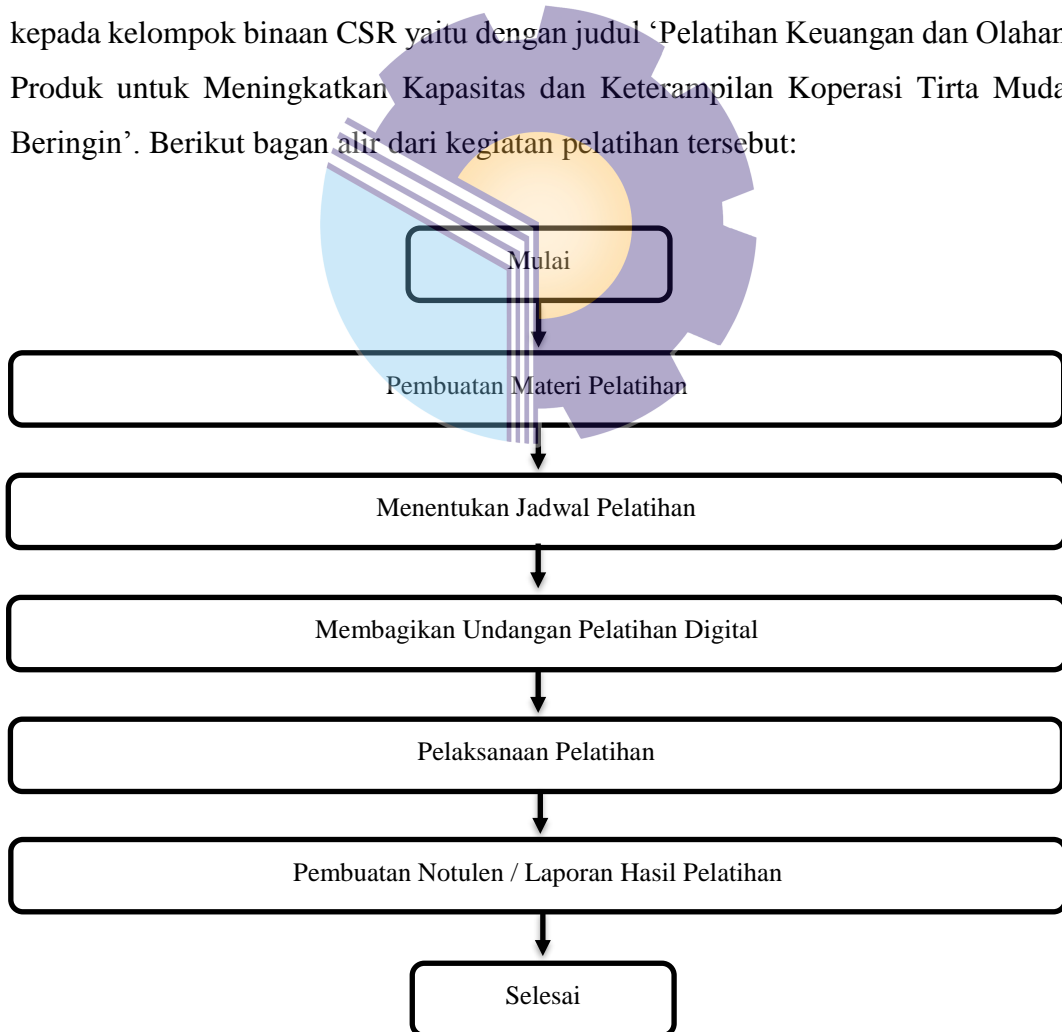 kepada kelompok binaan CSR yaitu dengan judul ‘Pelatihan Keuangan dan Olahan
Produk untuk Meningkatkan Kapasitas dan Keterampilan Koperasi Tirta Muda
Beringin’. Berikut bagan alir dari kegiatan pelatihan tersebut:
Mulai
Pembuatan Materi Pelatihan
Menentukan Jadwal Pelatihan
Membagikan Undangan Pelatihan Digital
Pelaksanaan Pelatihan
Pembuatan Notulen / Laporan Hasil Pelatihan
Selesai